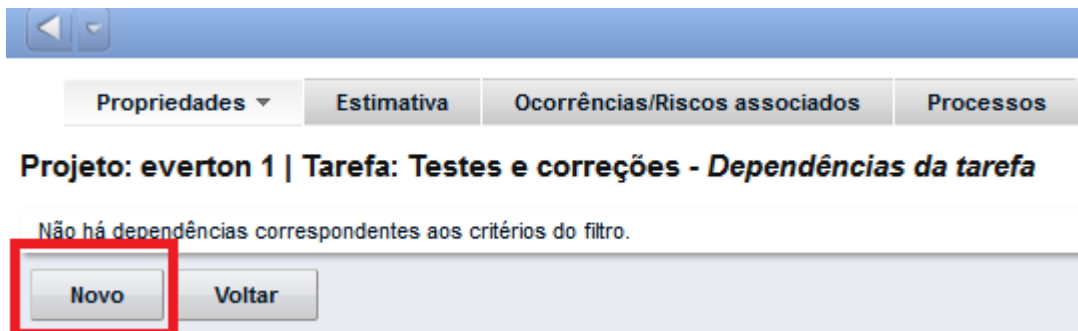 Propriedades Estimativa Ocorrências/Riscos associados Processos
Projeto: everton 1 | Tarefa: Testes e correções - Dependências da tarefa
Não há dependências correspondentes aos critérios do filtro.
Novo Voltar